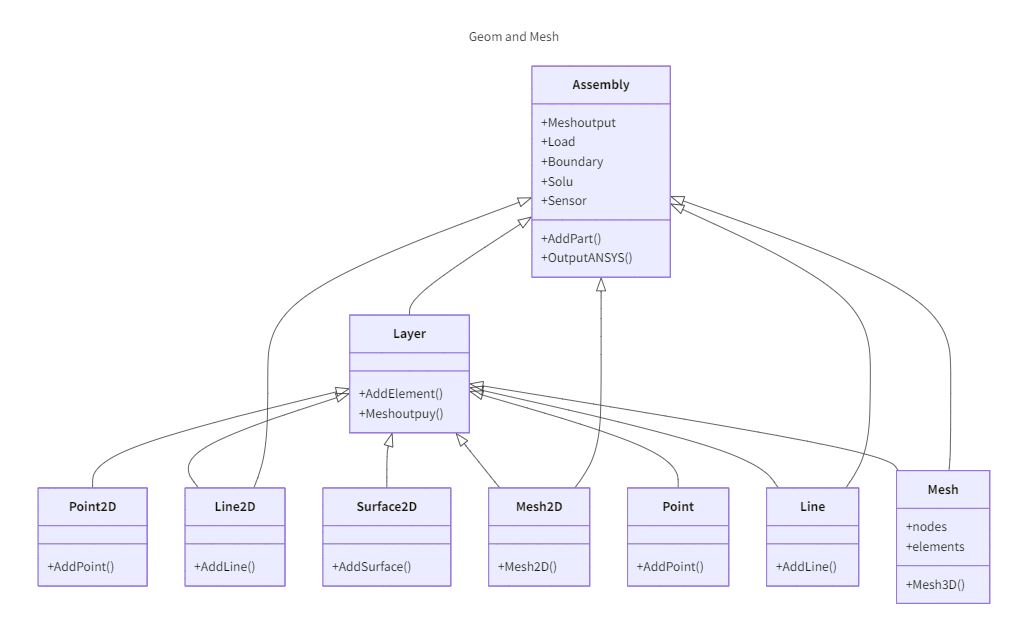 Geom and Mesh
Assembly
+Meshoutput
+Load
+Boundary
+Solu
+Sensor
+AddPart()
+OutputANSYS()
Layer
+AddElement()
+Meshoutpuy()
Point2D
+AddPoint()
Line2D
+AddLine()
Surface2D
+AddSurface()
Mesh2D
+Mesh2D()
Point
+AddPoint()
Line
+AddLine()
Mesh
+nodes
+elements
+Mesh3D()